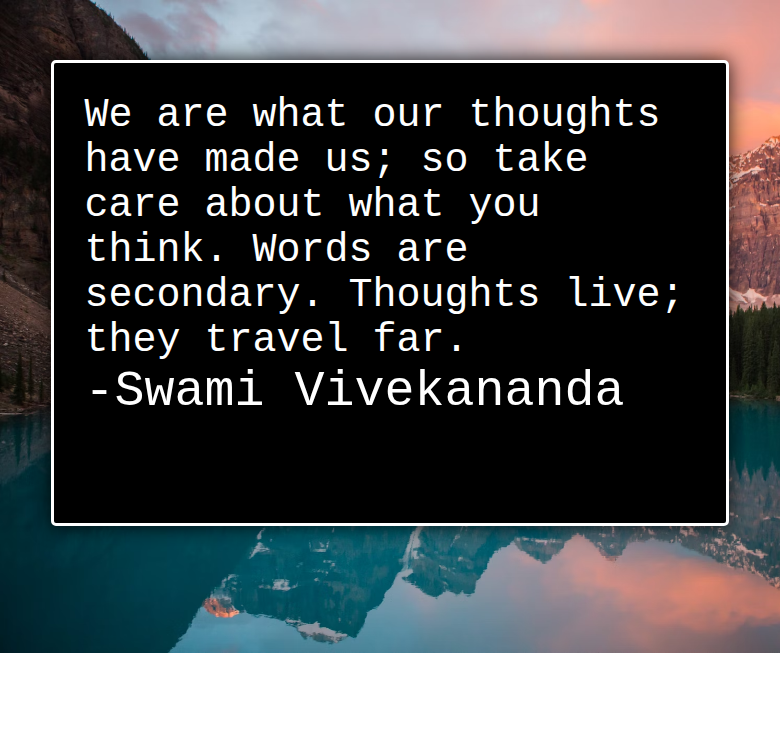 We are what our thoughts
have made us; so take
care about what you
think. Words are
secondary. Thoughts live;
they travel far.
-Swami Vivekananda